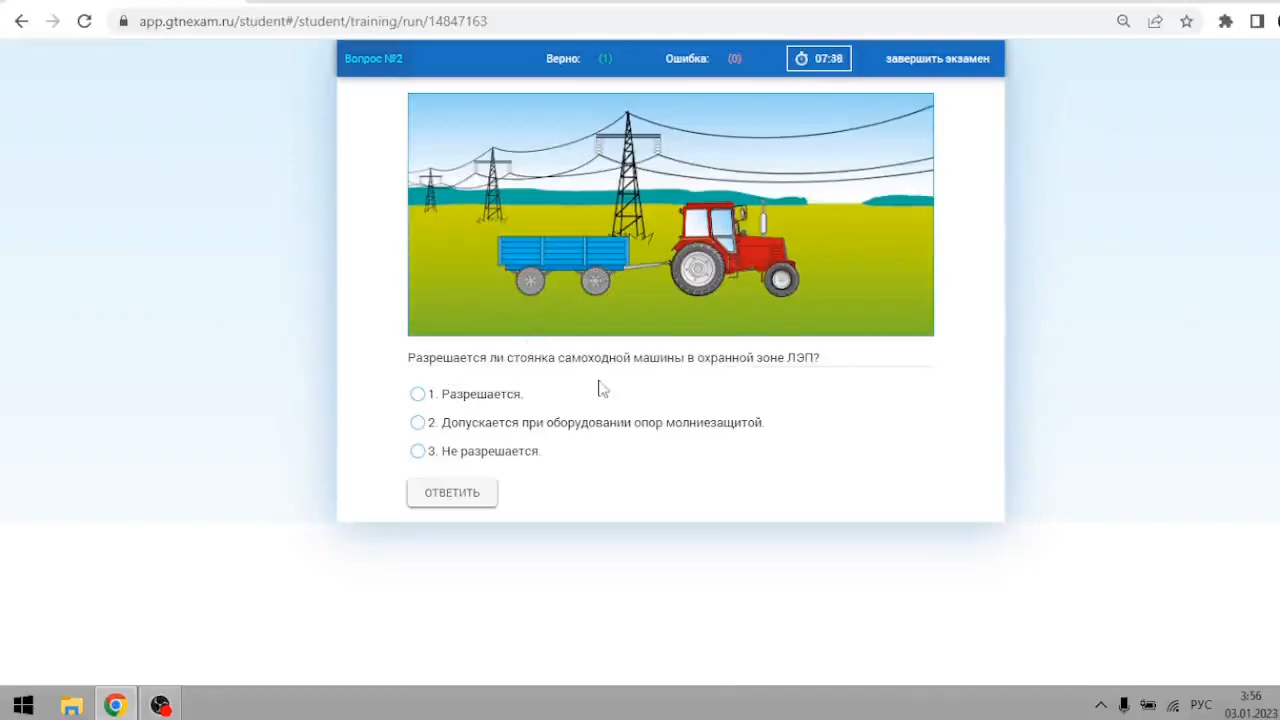 app.gtnexam.ru/student#/student/training/run/14847163
Вопрос №2 Верно: (1) Ошибка: (0) 07:36 завершить экзамен
Разрешается ли стоянка самоходной машины в охранной зоне ЛЭП?
1. Разрешается.
2. Допускается при оборудовании опор молниезащитой.
3. Не разрешается.
ОТВЕТИТЬ
РУС
3:56
03.01.2023